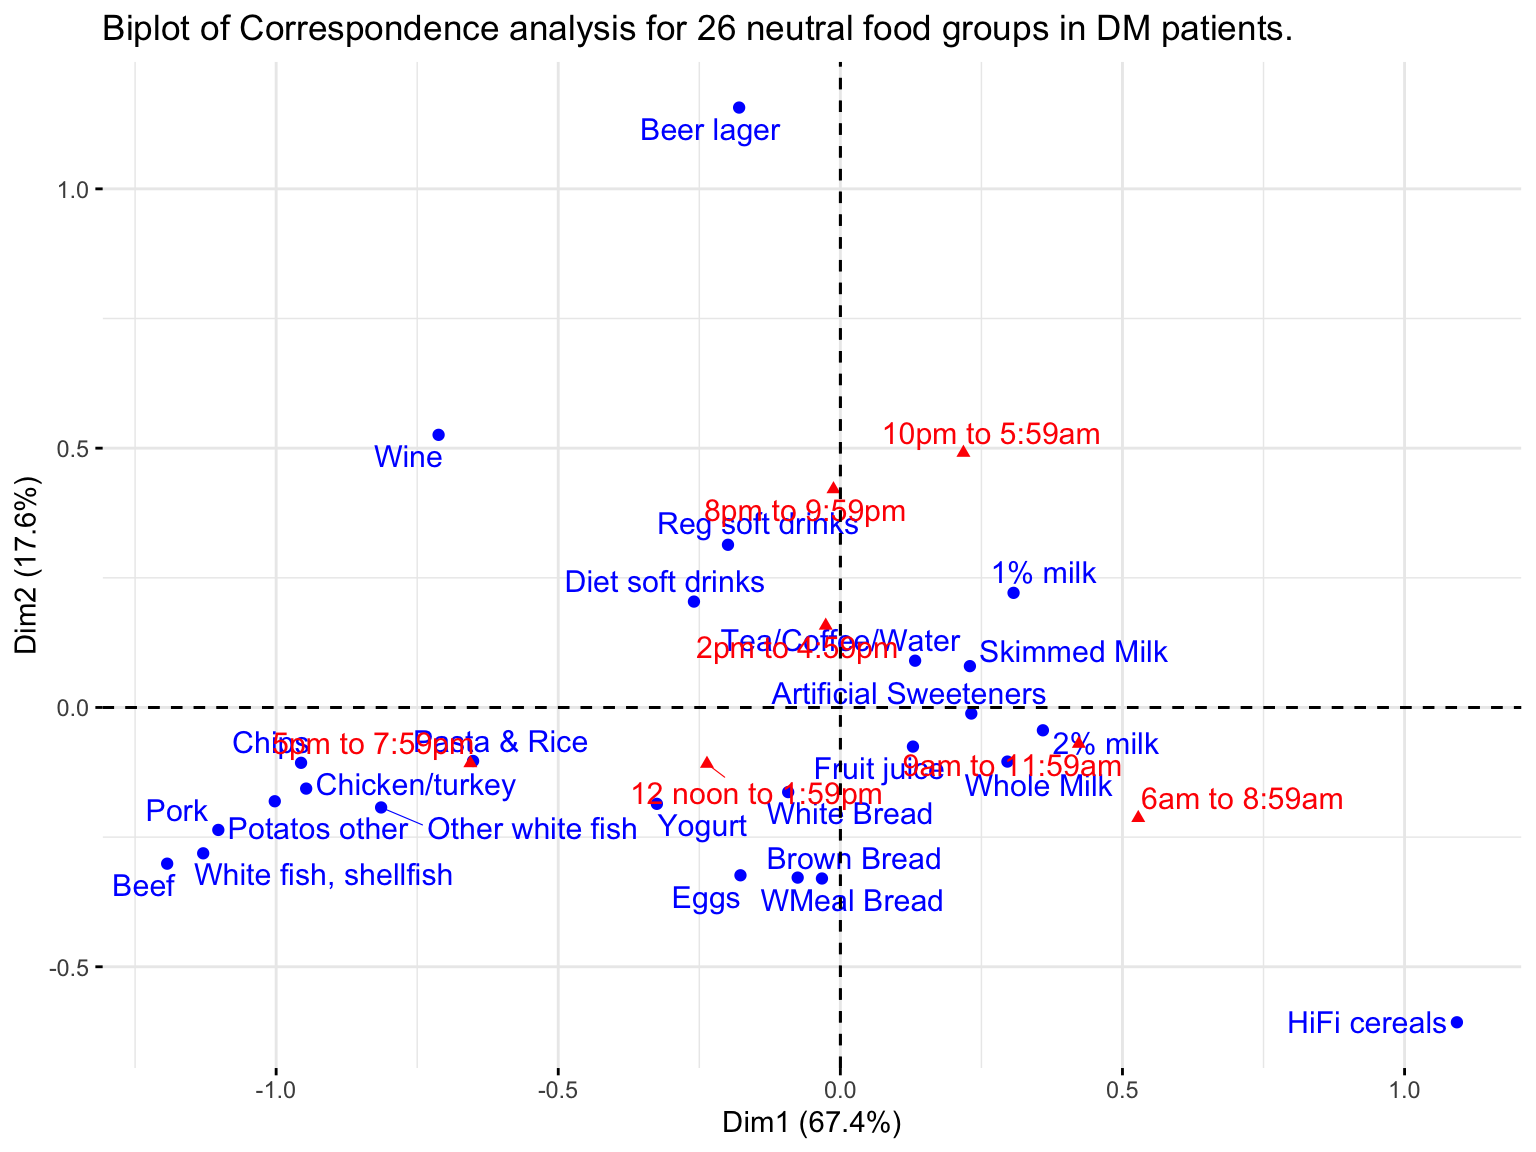 Biplot of Correspondence analysis for 26 neutral food groups in DM patients.
Beer lager
1.0
Wine
0.5
10pm to 5:59am
8pm to 9:59pm
Reg soft drinks
Diet soft drinks
1% milk
Tea/Coffee/Water
2pm to 4:59pm
Skimmed Milk
Artificial Sweeteners
0.0
Chips
5pm to 7:59pm
Pasta & Rice
2% milk
Fruit juice
9am to 11:59am
Chicken/turkey
Whole Milk
12 noon to 1:59pm
6am to 8:59am
Pork
White Bread
Potatos other
Other white fish
Yogurt
Brown Bread
White fish, shellfish
Beef
Eggs
WMeal Bread
-0.5
HiFi cereals
-1.0
-0.5
0.0
0.5
1.0
Dim1 (67.4%)
Dim2 (17.6%)